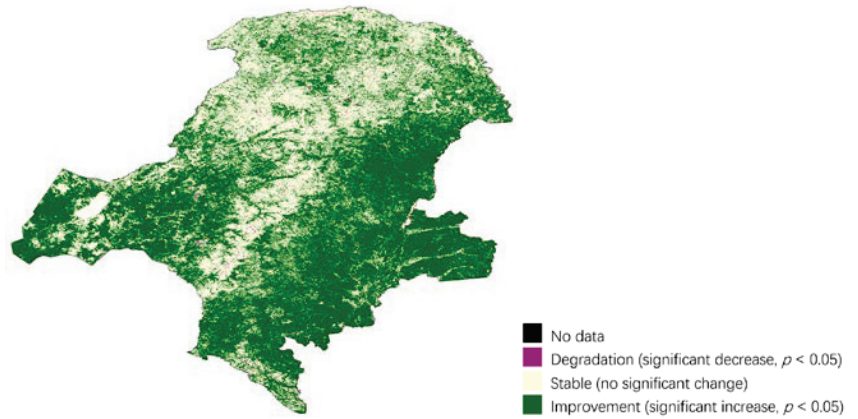 No data
Degradation (significant decrease, p < 0.05)
Stable (no significant change)
Improvement (significant increase, p < 0.05)